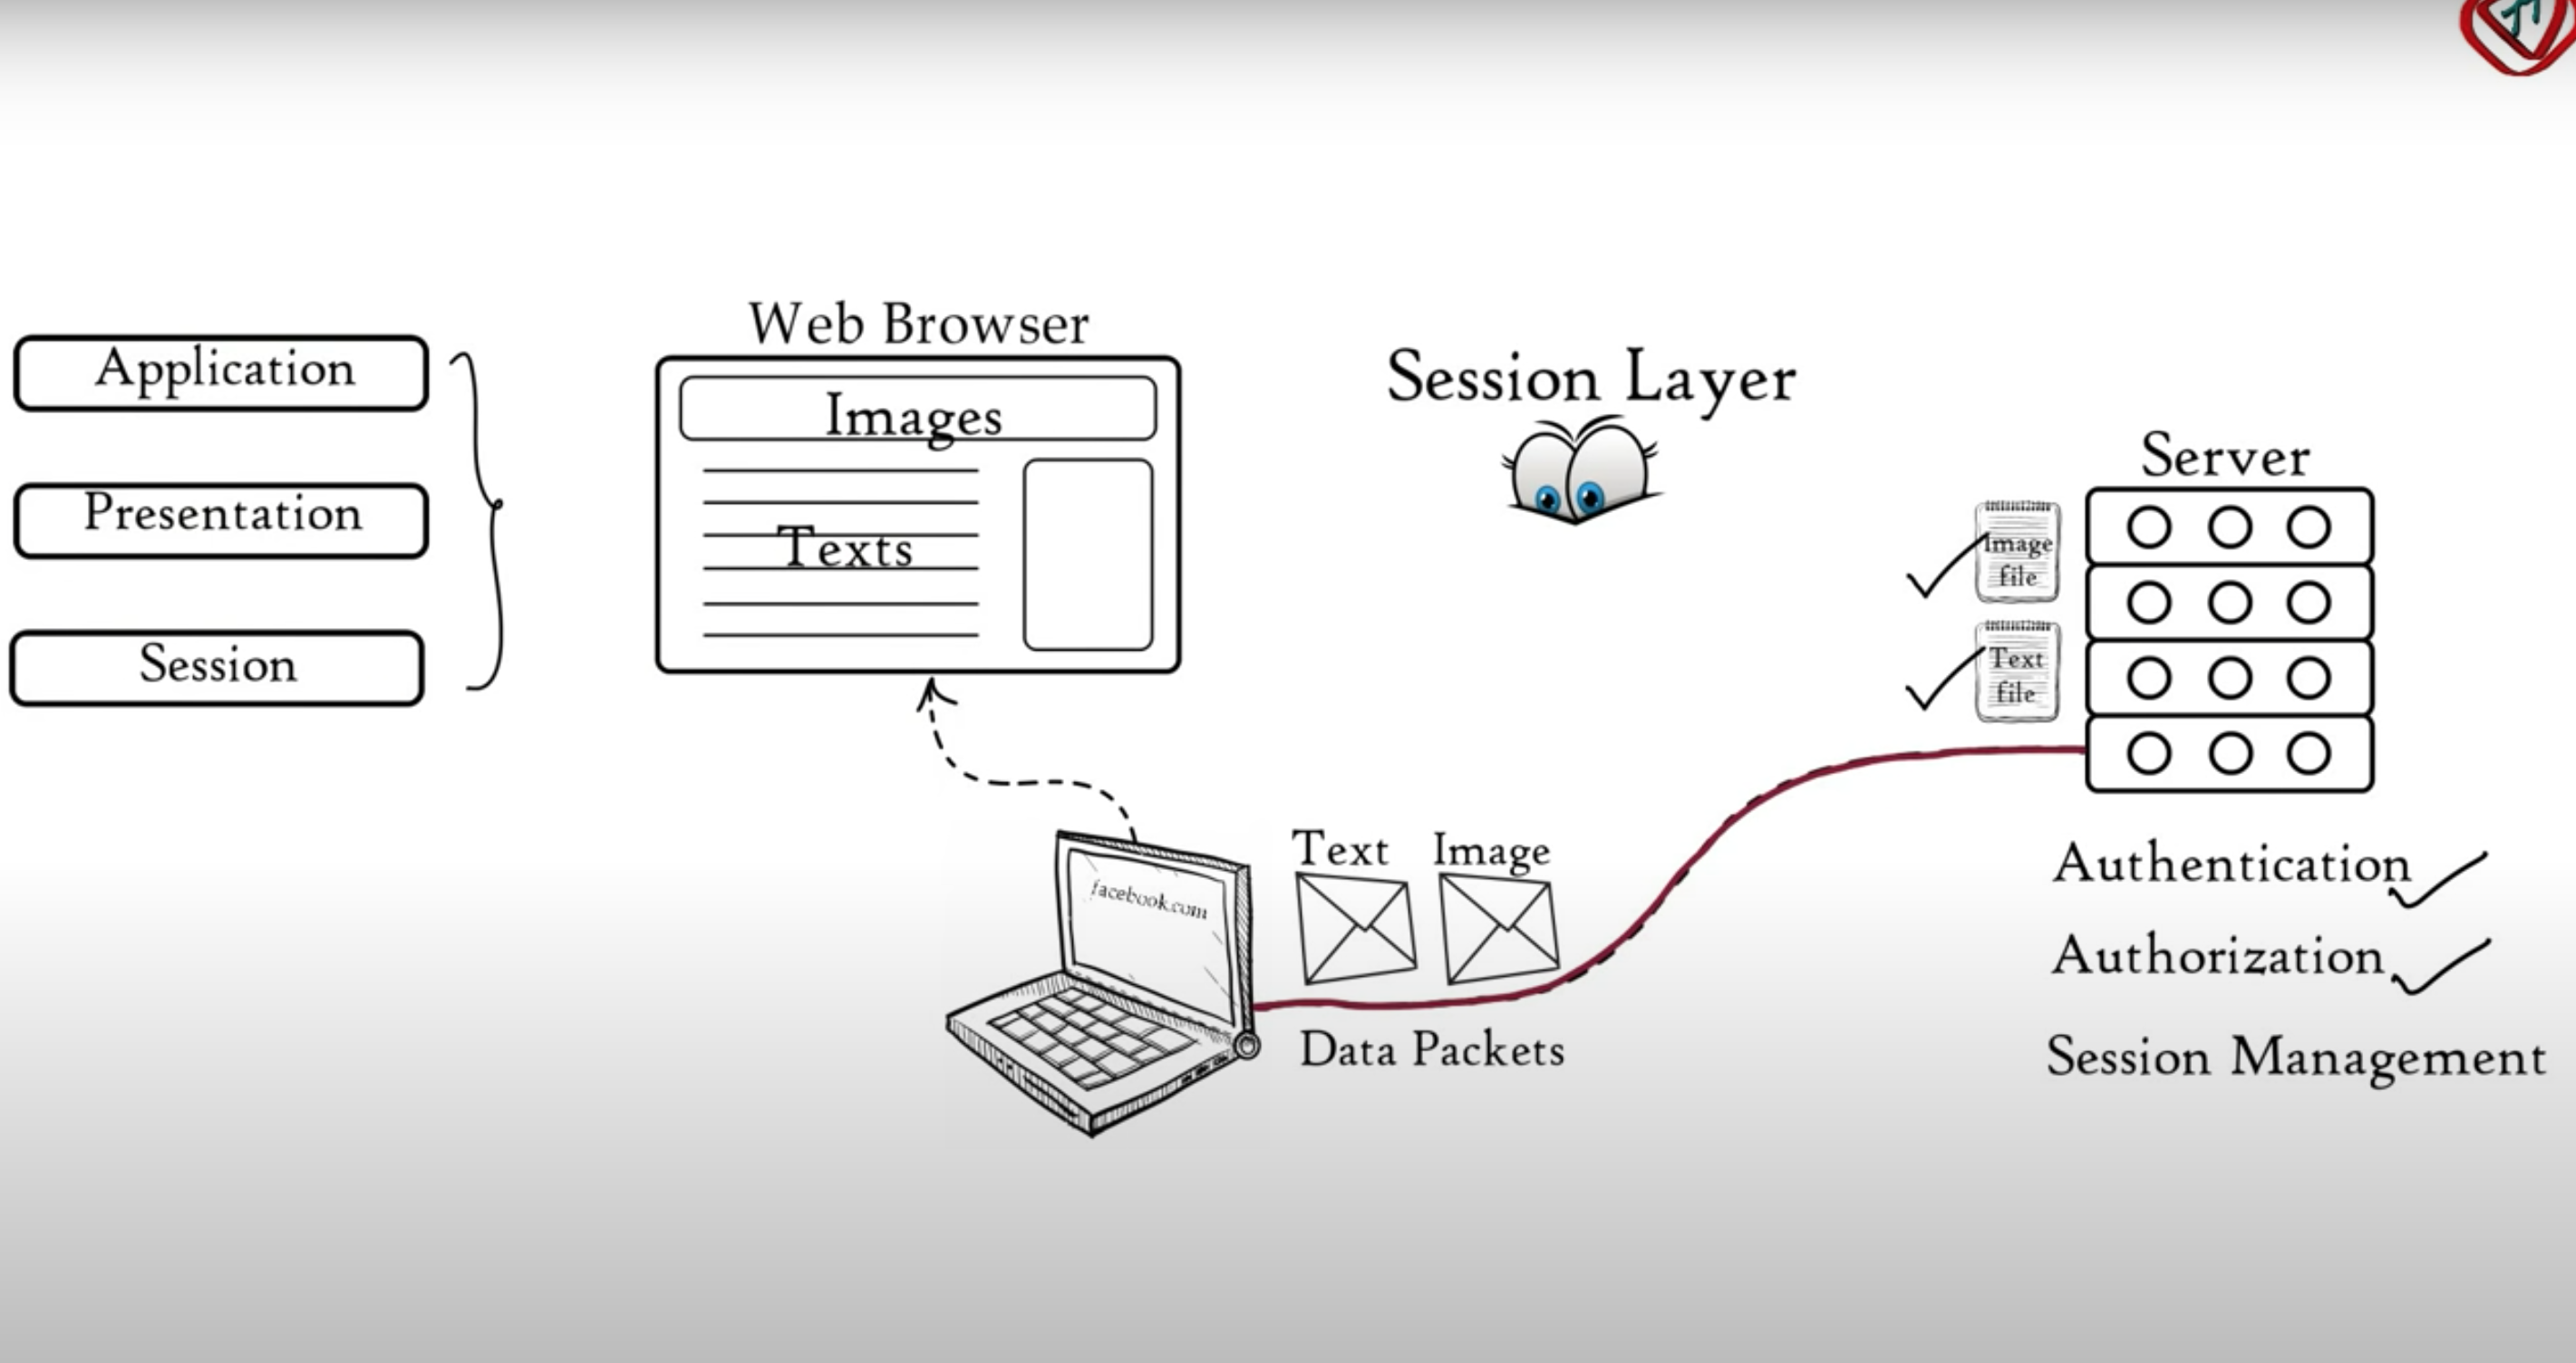 Application
Presentation
Session
Web Browser
Images
Texts
Session Layer
Server
Image
file
Text
file
facebook.com
Text
Image
Data Packets
Authentication
Authorization
Session Management